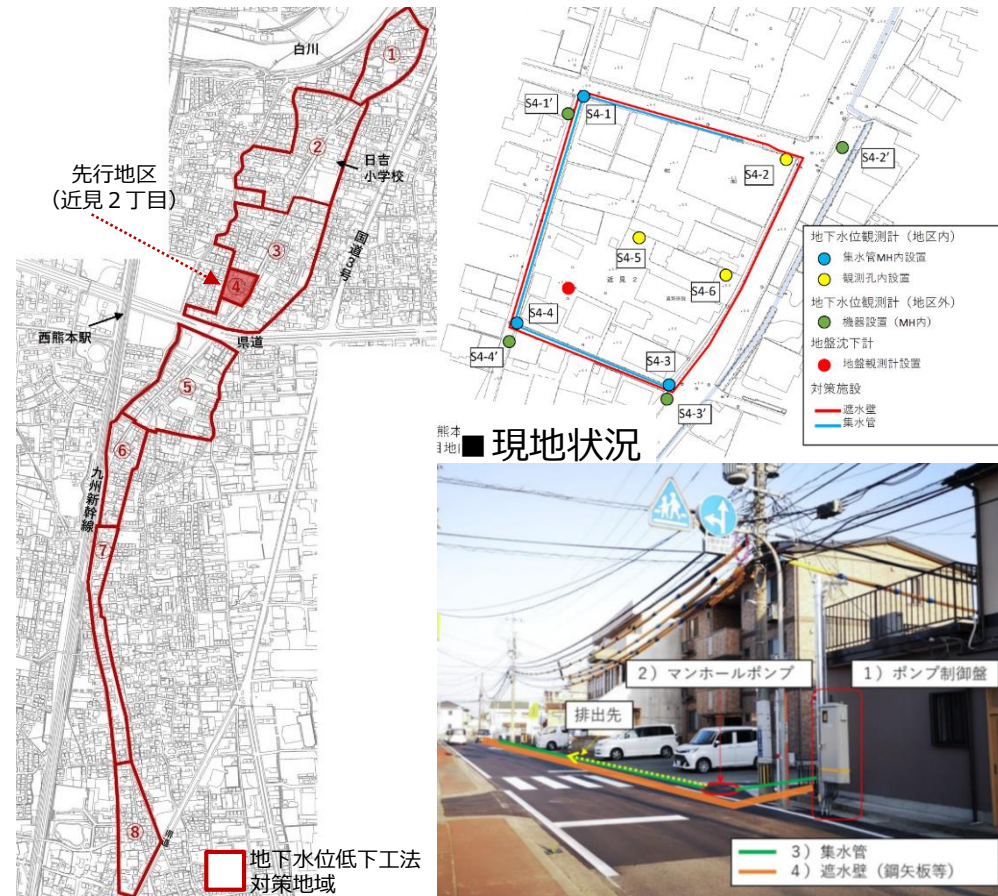 白川
①
②
日吉
小学校
先行地区
（近見２丁目）
③
国道3号
④
西熊本駅
県道
⑤
⑥
九州新幹線
⑦
⑧
地下水位低下工法
対策地域
S4-1'
S4-1
S4-2
S4-2'
S4-5
近見2
S4-6
S4-4
S4-4'
S4-3
S4-3'
地下水位観測計（地区内）
集水管MH内設置
観測孔内設置
地下水位観測計（地区外）
機器設置（MH内）
地盤沈下計
地盤観測計設置
対策施設
遮水壁
集水管
■現地状況
2）マンホールポンプ
1）ポンプ制御盤
排出先
3）集水管
4）遮水壁（鋼矢板等）